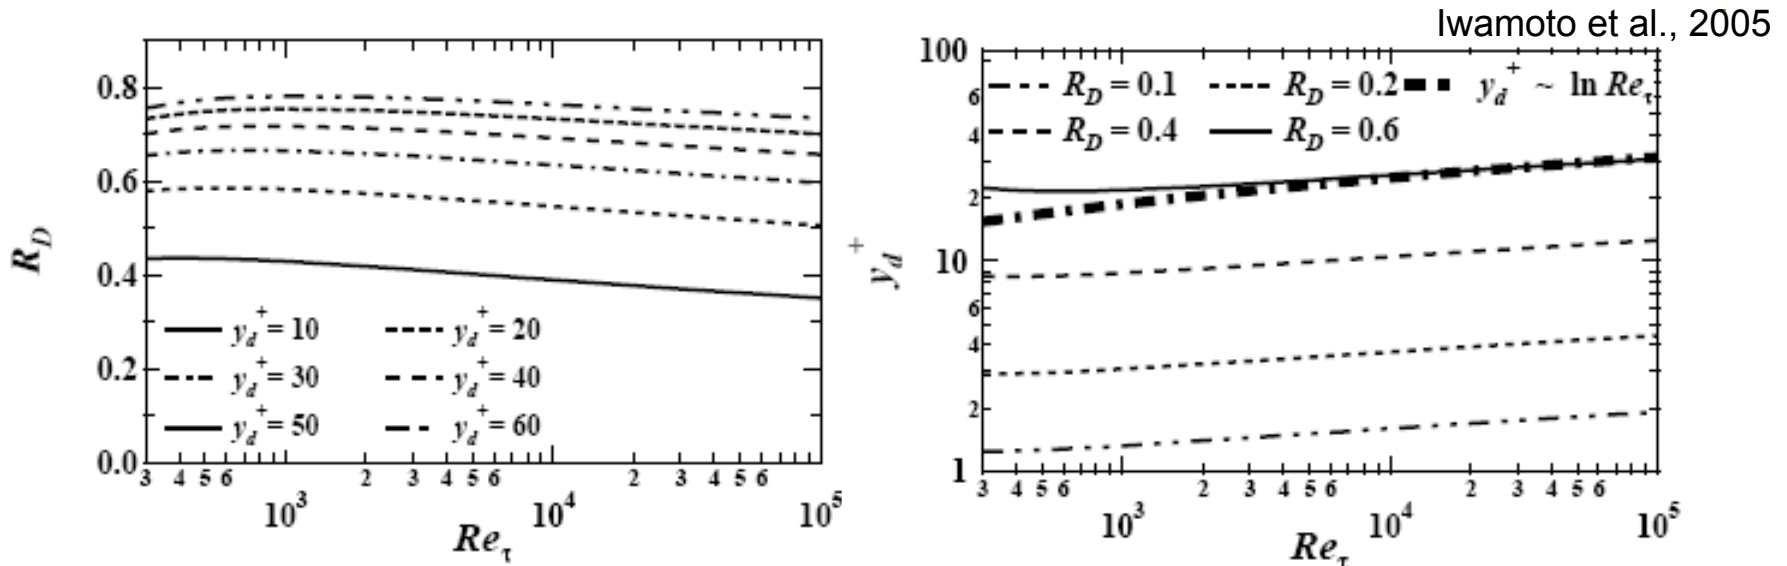 Iwamoto et al., 2005
R_D
0.8
0.6
0.4
0.2
0.0
y_d^+ = 10
y_d^+ = 20
y_d^+ = 30
y_d^+ = 40
y_d^+ = 50
y_d^+ = 60
3 4 5 6 2 3 4 5 6 2 3 4 5 6
10^3 10^4 10^5
Re_τ
y_d^+
100
6
4
2
10
6
4
2
1
R_D = 0.1
R_D = 0.2
y_d^+ ~ ln Re_τ
R_D = 0.4
R_D = 0.6
3 4 5 6 2 3 4 5 6 2 3 4 5 6
10^3 10^4 10^5
Re_τ